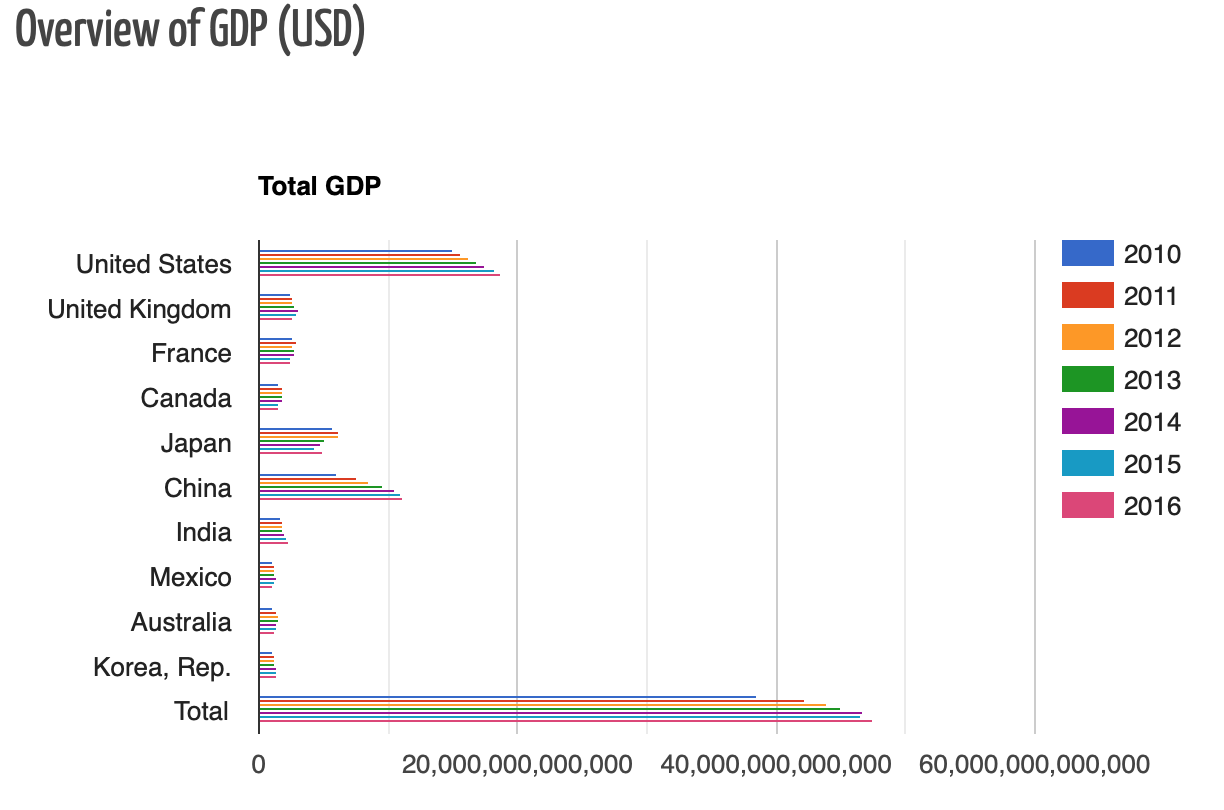 Overview of GDP (USD)
Total GDP
United States
United Kingdom
France
Canada
Japan
China
India
Mexico
Australia
Korea, Rep.
Total
0
20,000,000,000,000
40,000,000,000,000
60,000,000,000,000
2010
2011
2012
2013
2014
2015
2016